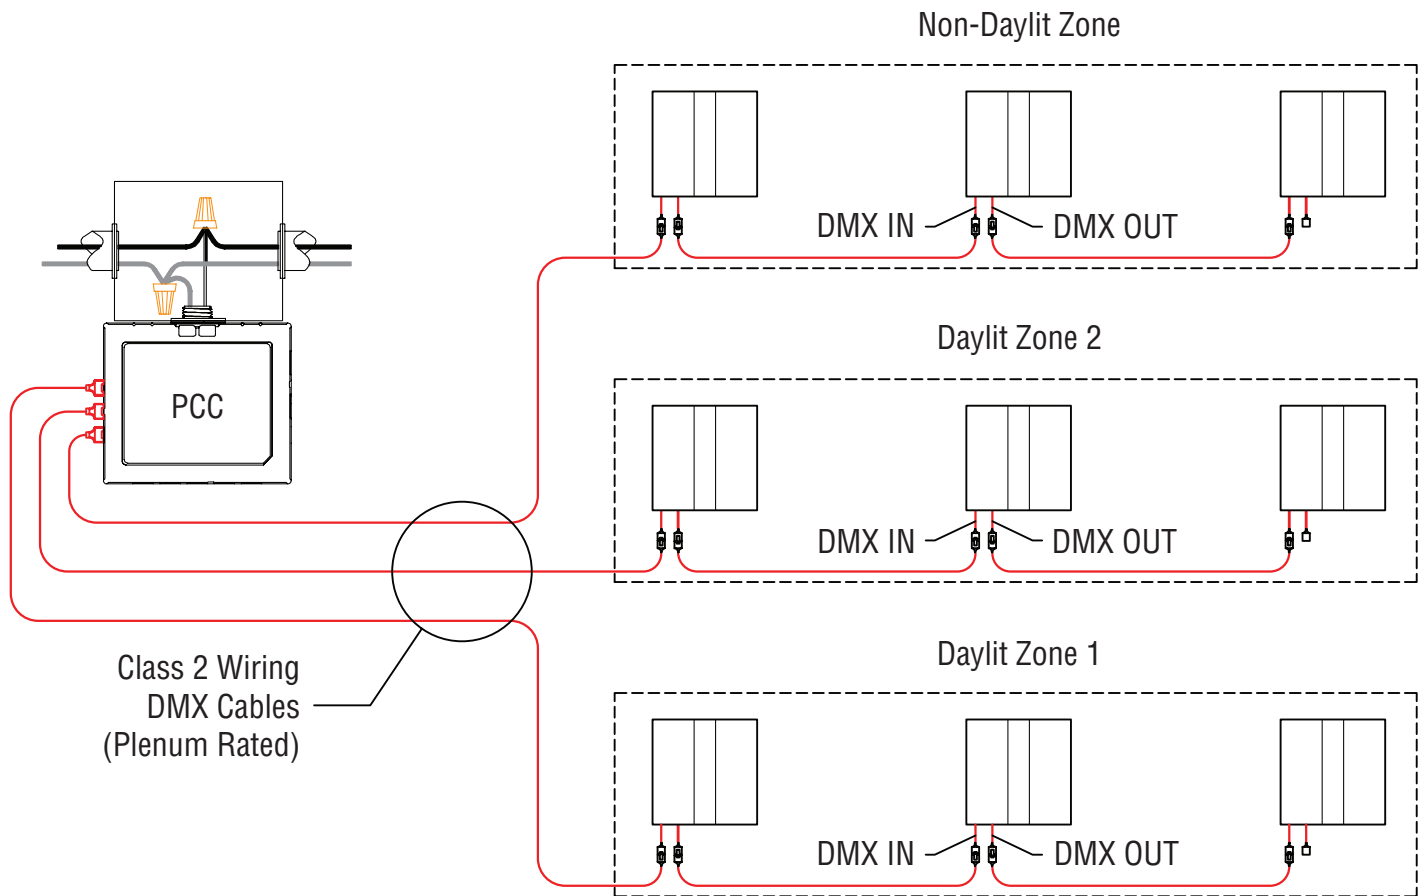 Non-Daylit Zone
DMX IN
DMX OUT
PCC
Daylit Zone 2
DMX IN
DMX OUT
Class 2 Wiring
DMX Cables
(Plenum Rated)
Daylit Zone 1
DMX IN
DMX OUT